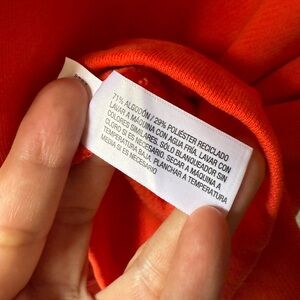 71% ALGODÓN / 29% POLIÉSTER RECICLADO
LAVAR A MÁQUINA CON AGUA FRÍA. LAVAR CON
COLORES SIMILARES. SÓLO BLANQUEADOR SIN
CLORO SI ES NECESARIO. SECAR A MÁQUINA A
TEMPERATURA BAJA. PLANCHAR A TEMPERATURA
MEDIA SI ES NECESARIO.